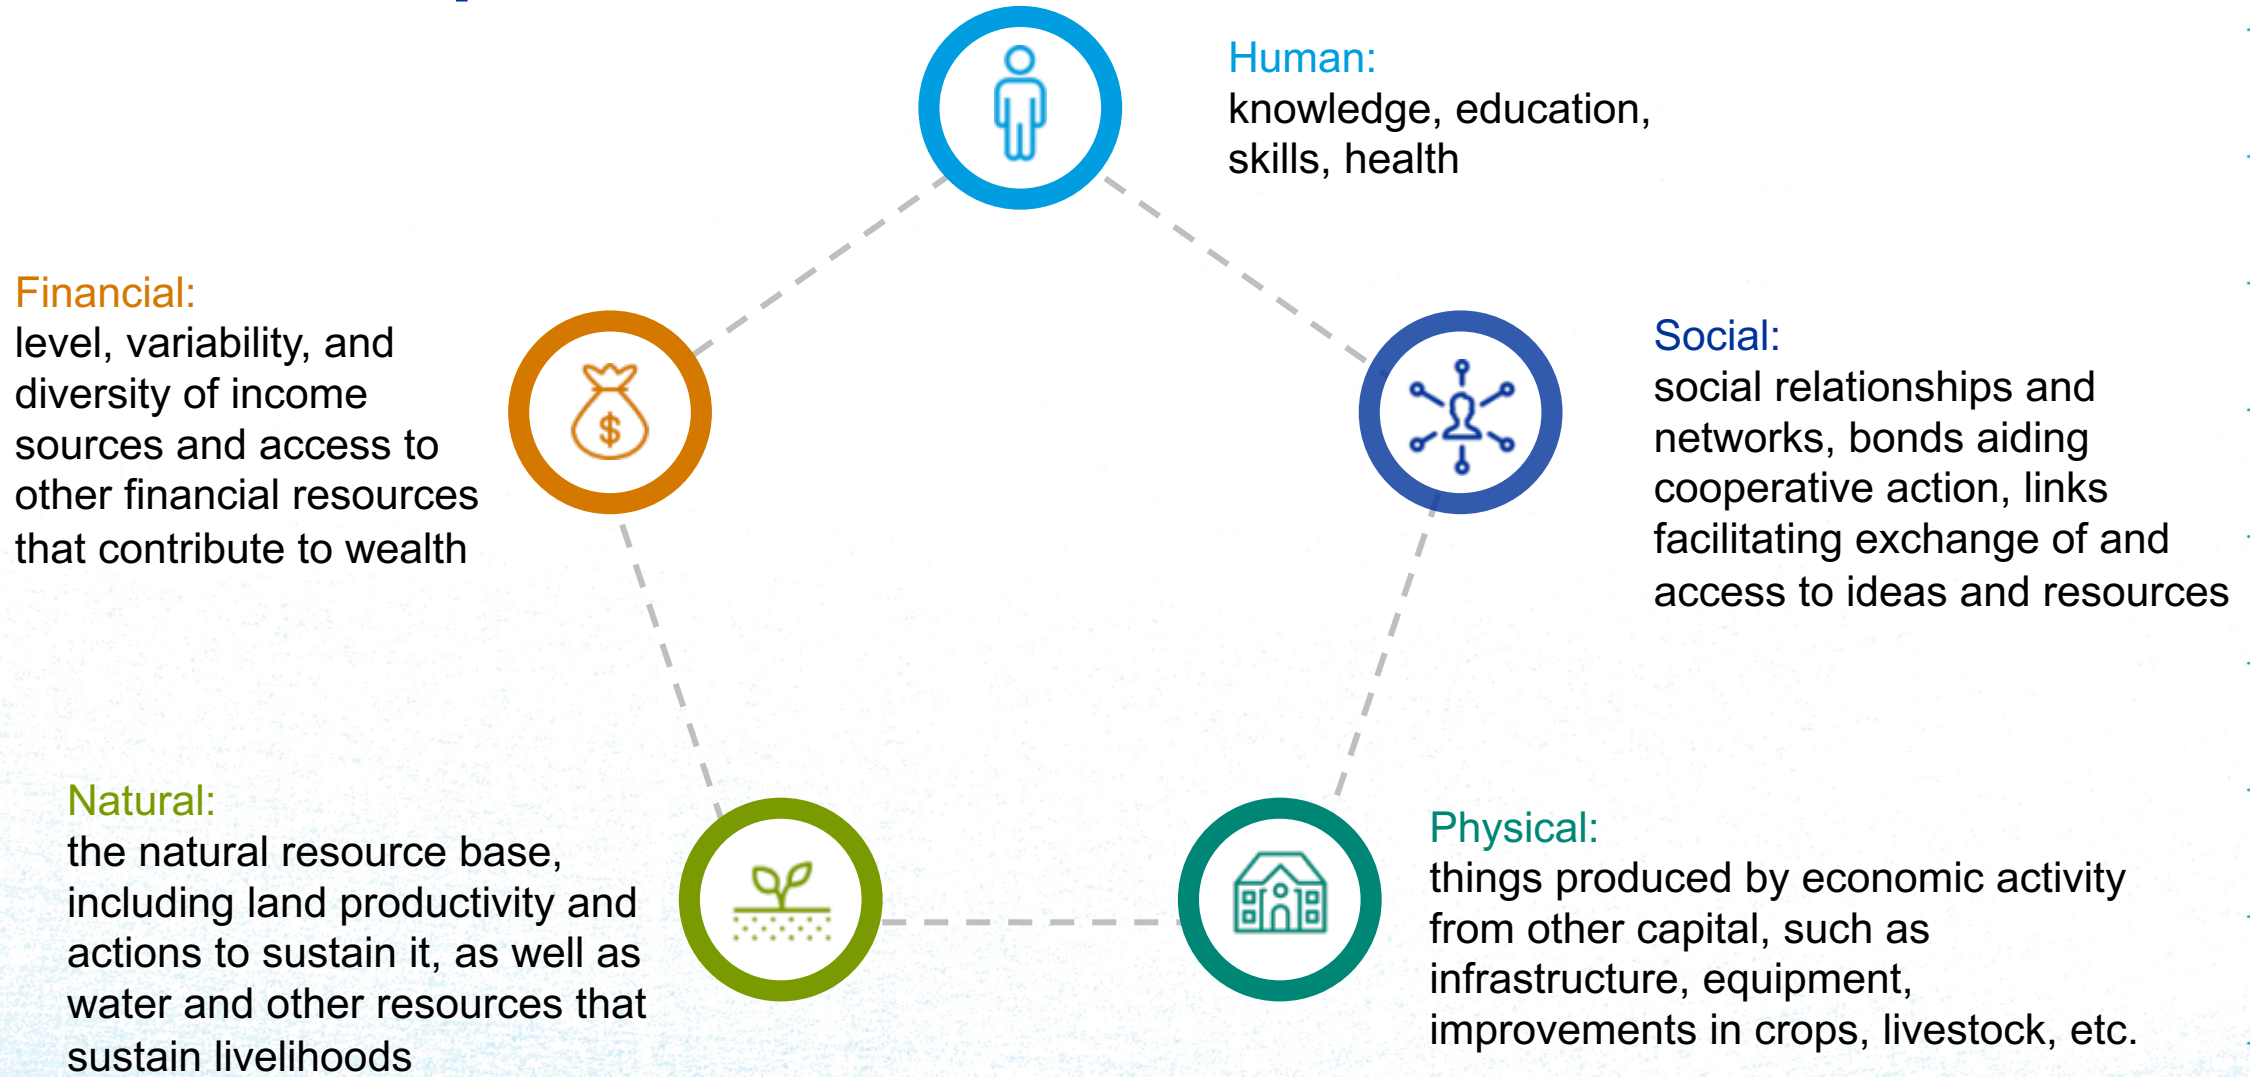 Human:
knowledge, education,
skills, health
Financial:
level, variability, and
diversity of income
sources and access to
other financial resources
that contribute to wealth
$
Social:
social relationships and
networks, bonds aiding
cooperative action, links
facilitating exchange of and
access to ideas and resources
Natural:
the natural resource base,
including land productivity and
actions to sustain it, as well as
water and other resources that
sustain livelihoods
Physical:
things produced by economic activity
from other capital, such as
infrastructure, equipment,
improvements in crops, livestock, etc.